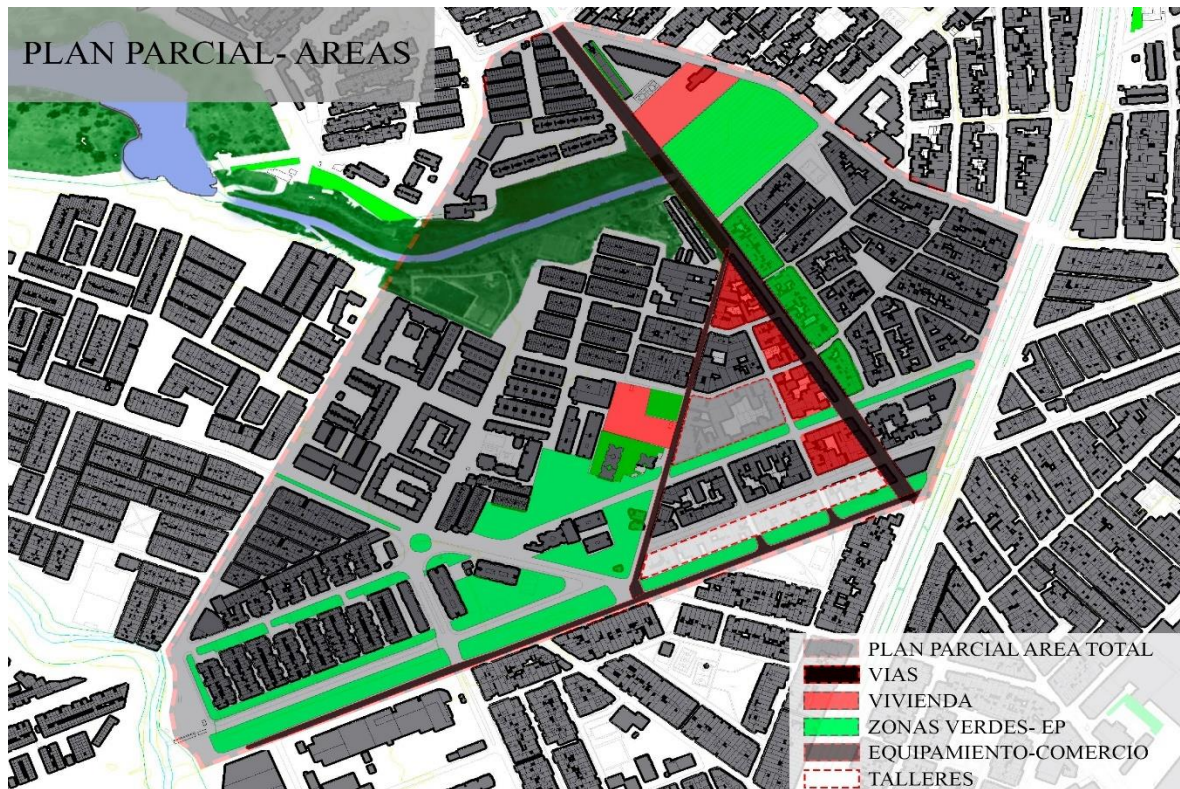 PLAN PARCIAL- AREAS
PLAN PARCIAL AREA TOTAL
VIAS
VIVIENDA
ZONAS VERDES- EP
EQUIPAMIENTO-COMERCIO
TALLERES